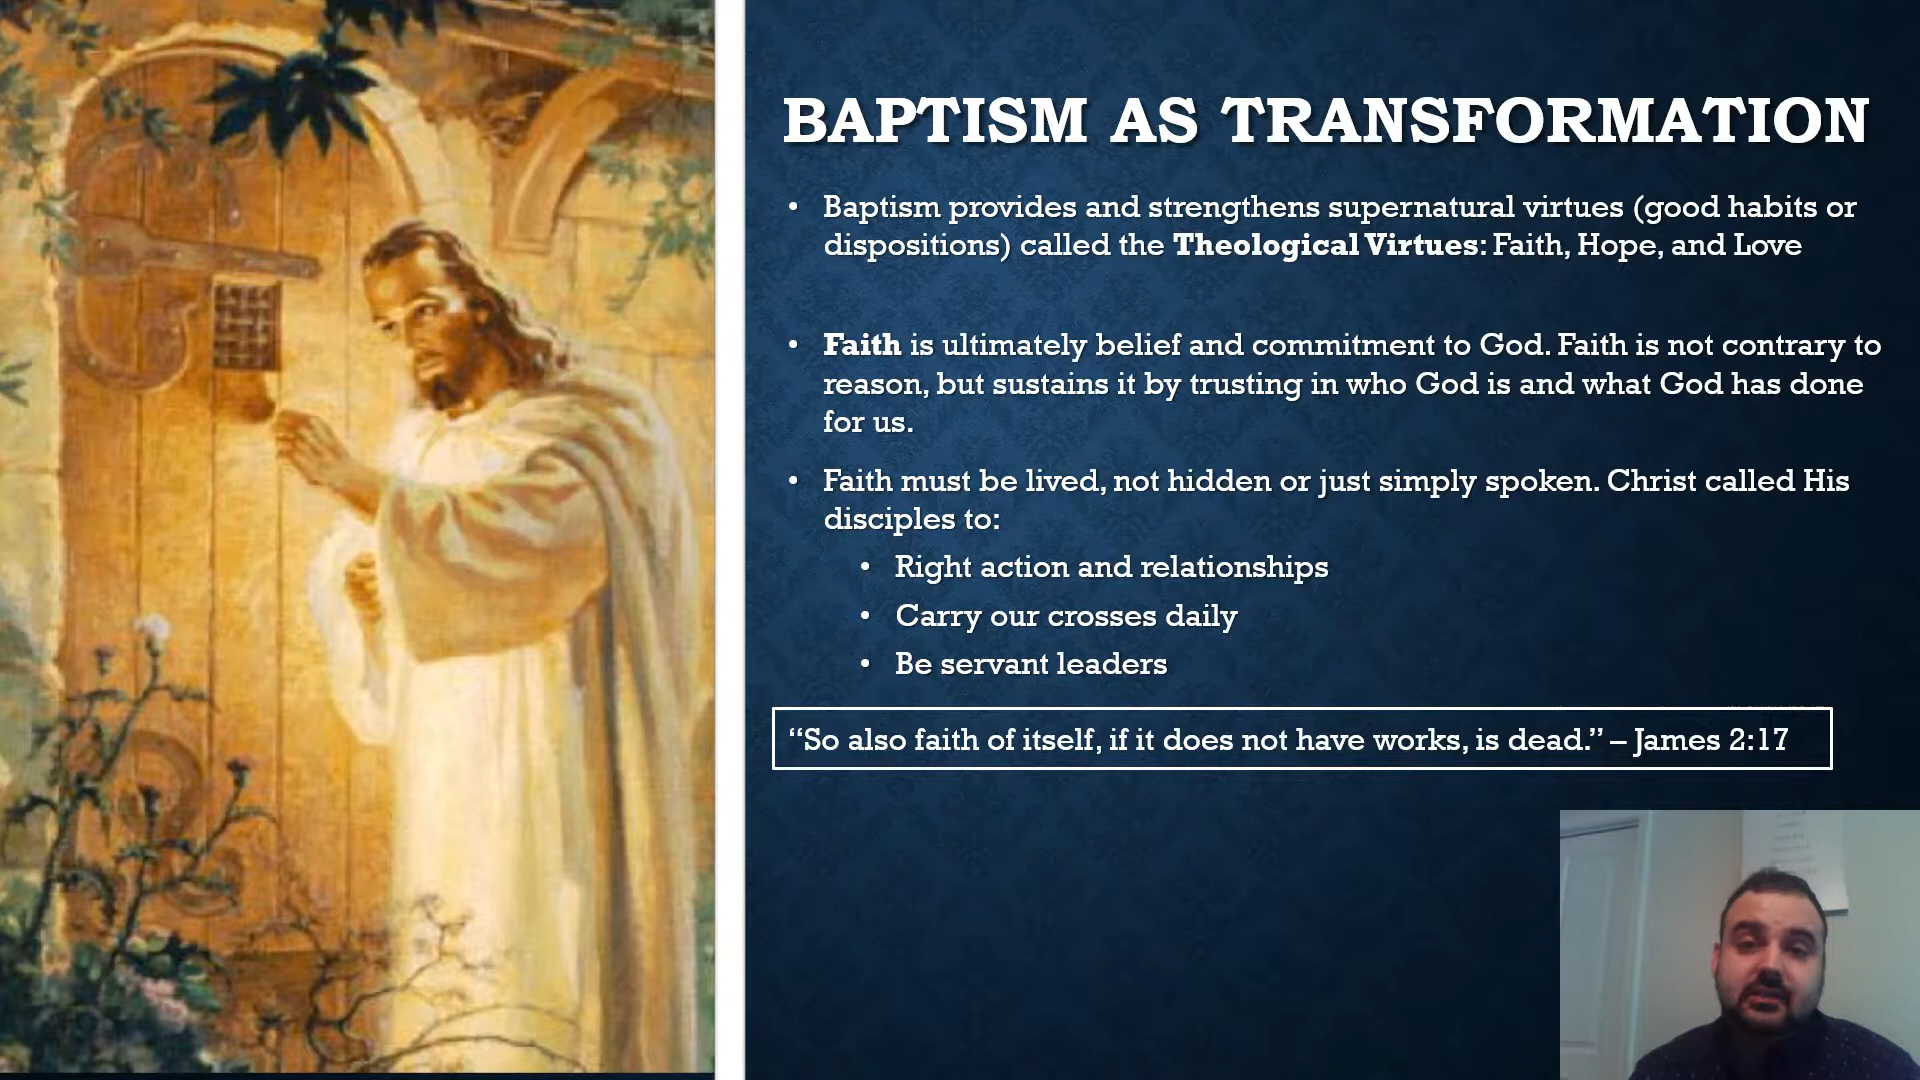 BAPTISM AS TRANSFORMATION
• Baptism provides and strengthens supernatural virtues (good habits or
dispositions) called the Theological Virtues: Faith, Hope, and Love
• Faith is ultimately belief and commitment to God. Faith is not contrary to
reason, but sustains it by trusting in who God is and what God has done
for us.
• Faith must be lived, not hidden or just simply spoken. Christ called His
disciples to:
• Right action and relationships
• Carry our crosses daily
• Be servant leaders
“So also faith of itself, if it does not have works, is dead.” – James 2:17